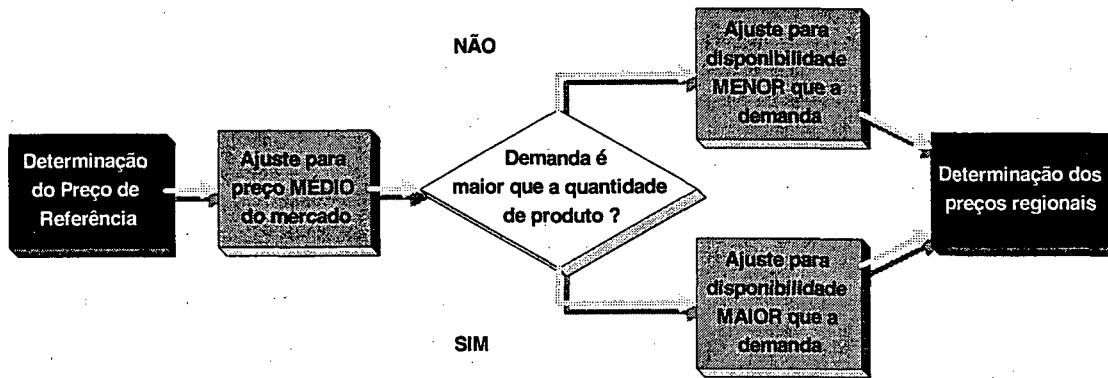 Determinação
do Preço de
Referência
Ajuste para
preço MÉDIO
do mercado
Demanda é
maior que a quantidade
de produto ?
NÃO
Ajuste para
disponibilidade
MENOR que a
demanda
SIM
Ajuste para
disponibilidade
MAIOR que a
demanda
Determinação dos
preços regionais